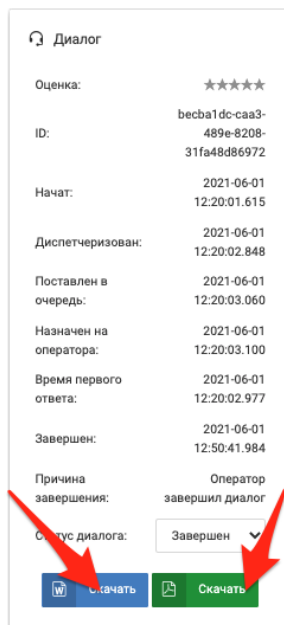 Диалог
Оценка:
becba1dc-caa3-
ID: 489e-8208-
31fa48d86972
Начат: 2021-06-01
12:20:01.615
Диспетчеризован: 2021-06-01
12:20:02.848
Поставлен в 2021-06-01
очередь: 12:20:03.060
Назначен на 2021-06-01
оператора: 12:20:03.100
Время первого 2021-06-01
ответа: 12:20:02.977
Завершен: 2021-06-01
12:50:41.984
Причина Оператор
завершения: завершил диалог
Статус диалога: Завершен
Скачать Скачать